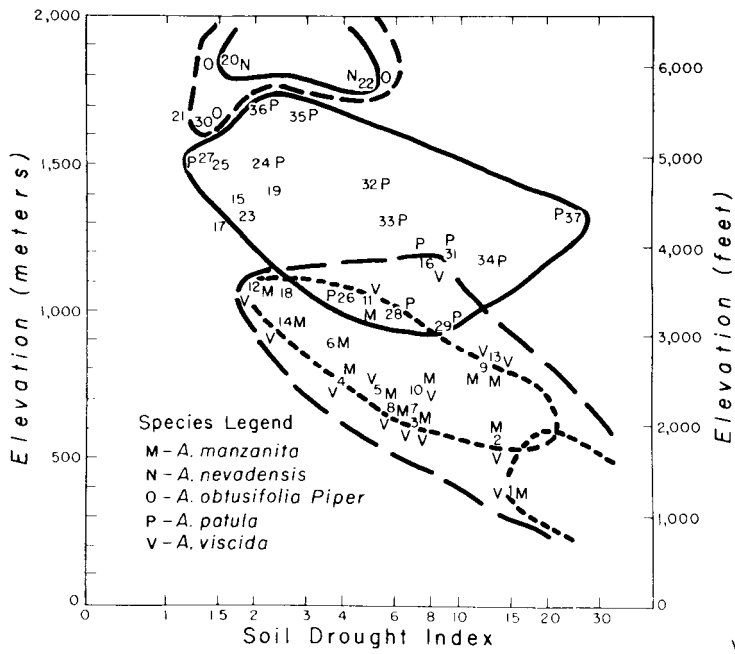 2,000
O 20 N
N 22 O
6,000
21 30 O
36 P 35 P
Elevation (meters)
Elevation (feet)
1,500
P 27 25 24 P
5,000
15 19 32 P
17 23 33 P
P 37
P P 31
4,000
16 V 34 P
1,000
12 M 18 P 26 11 V
V M 28 P
14 M 29 P
3,000
V 6 M
V 13 V
M V 4 5 V M 10 M V 9 M M
Species Legend
8 M 7 M
V 3 V V
M 2 V
2,000
M – A. manzanita
N – A. nevadensis
O – A. obtusifolia Piper
P – A. patula
V – A. viscida
500
V 1 M
1,000
0
0
0 1 1.5 2 3 4 6 8 10 15 20 30
Soil Drought Index